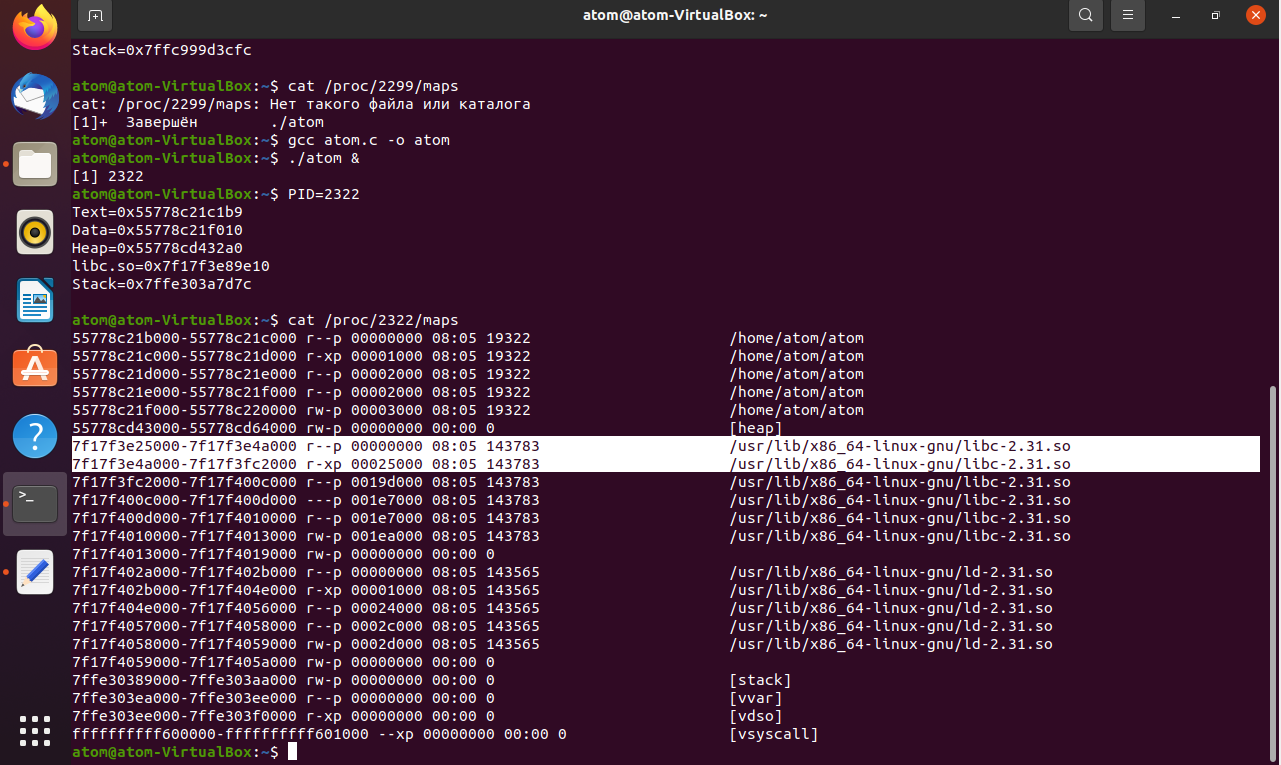 atom@atom-VirtualBox: ~
Stack=0x7ffc999d3cfc
atom@atom-VirtualBox:~$ cat /proc/2299/maps
cat: /proc/2299/maps: Нет такого файла или каталога
[1]+  Завершён        ./atom
atom@atom-VirtualBox:~$ gcc atom.c -o atom
atom@atom-VirtualBox:~$ ./atom &
[1] 2322
atom@atom-VirtualBox:~$ PID=2322
Text=0x55778c21c1b9
Data=0x55778c21f010
Heap=0x55778cd432a0
libc.so=0x7f17f3e89e10
Stack=0x7ffe303a7d7c
atom@atom-VirtualBox:~$ cat /proc/2322/maps
55778c21b000-55778c21c000 r--p 00000000 08:05 19322                      /home/atom/atom
55778c21c000-55778c21d000 r-xp 00001000 08:05 19322                      /home/atom/atom
55778c21d000-55778c21e000 r--p 00002000 08:05 19322                      /home/atom/atom
55778c21e000-55778c21f000 r--p 00002000 08:05 19322                      /home/atom/atom
55778c21f000-55778c220000 rw-p 00003000 08:05 19322                      /home/atom/atom
55778cd43000-55778cd64000 rw-p 00000000 00:00 0                          [heap]
7f17f3e25000-7f17f3e4a000 r--p 00000000 08:05 143783                     /usr/lib/x86_64-linux-gnu/libc-2.31.so
7f17f3e4a000-7f17f3fc2000 r-xp 00025000 08:05 143783                     /usr/lib/x86_64-linux-gnu/libc-2.31.so
7f17f3fc2000-7f17f400c000 r--p 0019d000 08:05 143783                     /usr/lib/x86_64-linux-gnu/libc-2.31.so
7f17f400c000-7f17f400d000 ---p 001e7000 08:05 143783                     /usr/lib/x86_64-linux-gnu/libc-2.31.so
7f17f400d000-7f17f4010000 r--p 001e7000 08:05 143783                     /usr/lib/x86_64-linux-gnu/libc-2.31.so
7f17f4010000-7f17f4013000 rw-p 001ea000 08:05 143783                     /usr/lib/x86_64-linux-gnu/libc-2.31.so
7f17f4013000-7f17f4019000 rw-p 00000000 00:00 0
7f17f402a000-7f17f402b000 r--p 00000000 08:05 143565                     /usr/lib/x86_64-linux-gnu/ld-2.31.so
7f17f402b000-7f17f404e000 r-xp 00001000 08:05 143565                     /usr/lib/x86_64-linux-gnu/ld-2.31.so
7f17f404e000-7f17f4056000 r--p 00024000 08:05 143565                     /usr/lib/x86_64-linux-gnu/ld-2.31.so
7f17f4057000-7f17f4058000 r--p 0002c000 08:05 143565                     /usr/lib/x86_64-linux-gnu/ld-2.31.so
7f17f4058000-7f17f4059000 rw-p 0002d000 08:05 143565                     /usr/lib/x86_64-linux-gnu/ld-2.31.so
7f17f4059000-7f17f405a000 rw-p 00000000 00:00 0
7ffe30389000-7ffe303aa000 rw-p 00000000 00:00 0                          [stack]
7ffe303ea000-7ffe303ee000 r--p 00000000 00:00 0                          [vvar]
7ffe303ee000-7ffe303f0000 r-xp 00000000 00:00 0                          [vdso]
ffffffffff600000-ffffffffff601000 --xp 00000000 00:00 0                  [vsyscall]
atom@atom-VirtualBox:~$